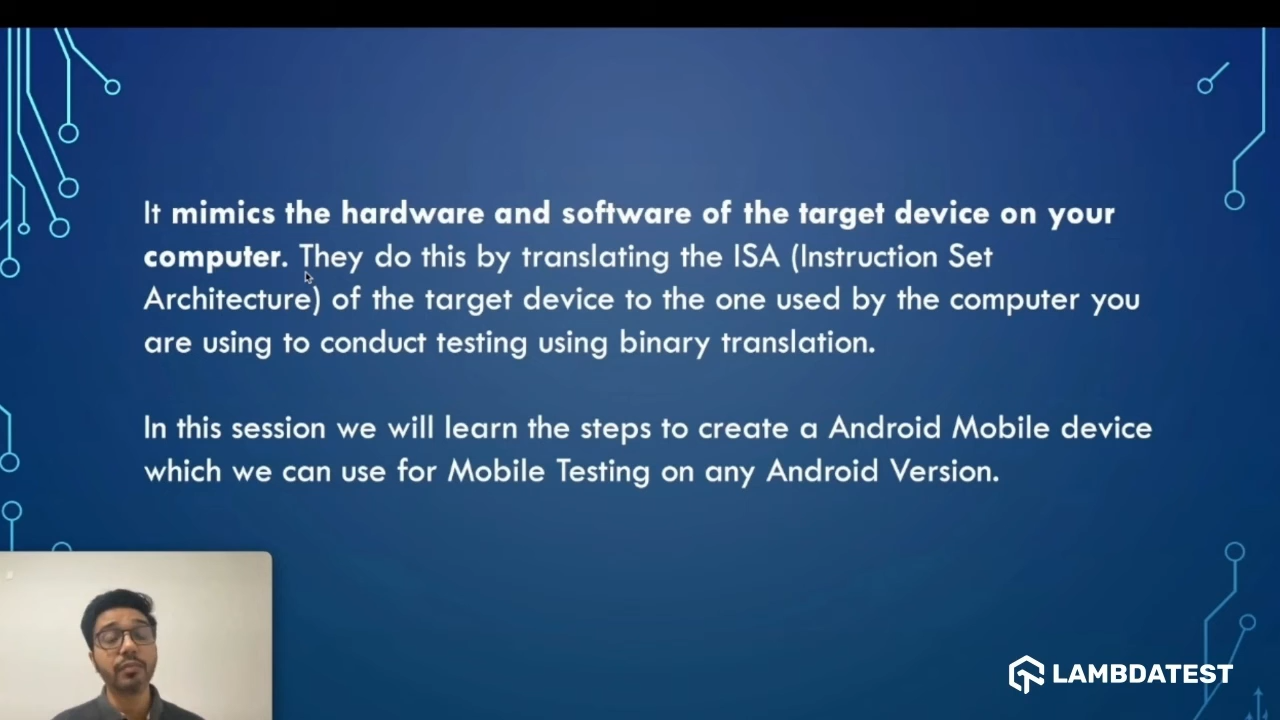 It mimics the hardware and software of the target device on your
computer. They do this by translating the ISA (Instruction Set
Architecture) of the target device to the one used by the computer you
are using to conduct testing using binary translation.
In this session we will learn the steps to create a Android Mobile device
which we can use for Mobile Testing on any Android Version.
LAMBDATEST